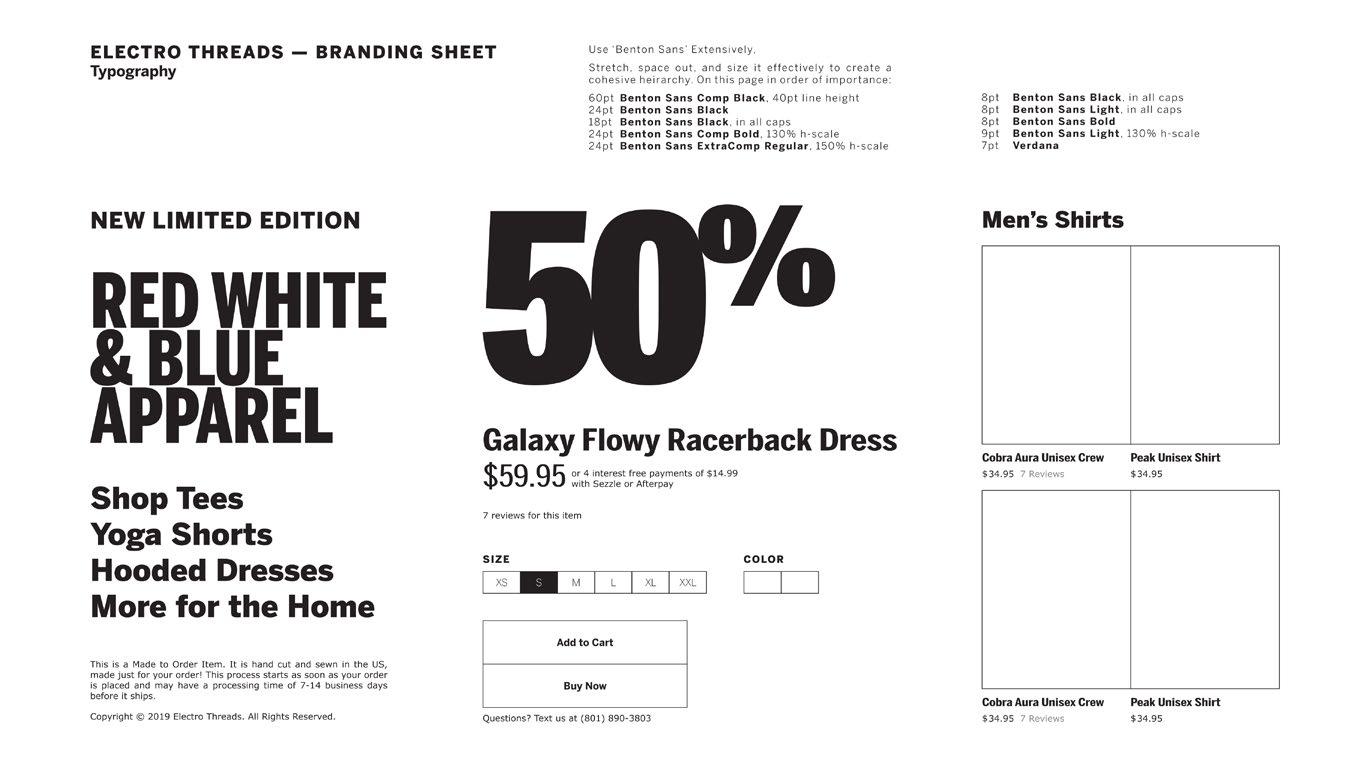 ELECTRO THREADS — BRANDING SHEET
Typography
Use ‘Benton Sans’ Extensively.
Stretch, space out, and size it effectively to create a
cohesive heirarchy. On this page in order of importance:
60pt Benton Sans Comp Black, 40pt line height
24pt Benton Sans Black
18pt Benton Sans Black, in all caps
24pt Benton Sans Comp Bold, 130% h-scale
24pt Benton Sans ExtraComp Regular, 150% h-scale
8pt Benton Sans Black, in all caps
8pt Benton Sans Light, in all caps
8pt Benton Sans Bold
9pt Benton Sans Light, 130% h-scale
7pt Verdana
NEW LIMITED EDITION
RED WHITE
& BLUE
APPAREL
Shop Tees
Yoga Shorts
Hooded Dresses
More for the Home
This is a Made to Order Item. It is hand cut and sewn in the US,
made just for your order! This process starts as soon as your order
is placed and may have a processing time of 7-14 business days
before it ships.
Copyright © 2019 Electro Threads. All Rights Reserved.
50%
Galaxy Flowy Racerback Dress
$59.95 or 4 interest free payments of $14.99
with Sezzle or Afterpay
7 reviews for this item
SIZE COLOR
XS S M L XL XXL
Add to Cart
Buy Now
Questions? Text us at (801) 890-3803
Men’s Shirts
Cobra Aura Unisex Crew Peak Unisex Shirt
$34.95 7 Reviews $34.95
Cobra Aura Unisex Crew Peak Unisex Shirt
$34.95 7 Reviews $34.95